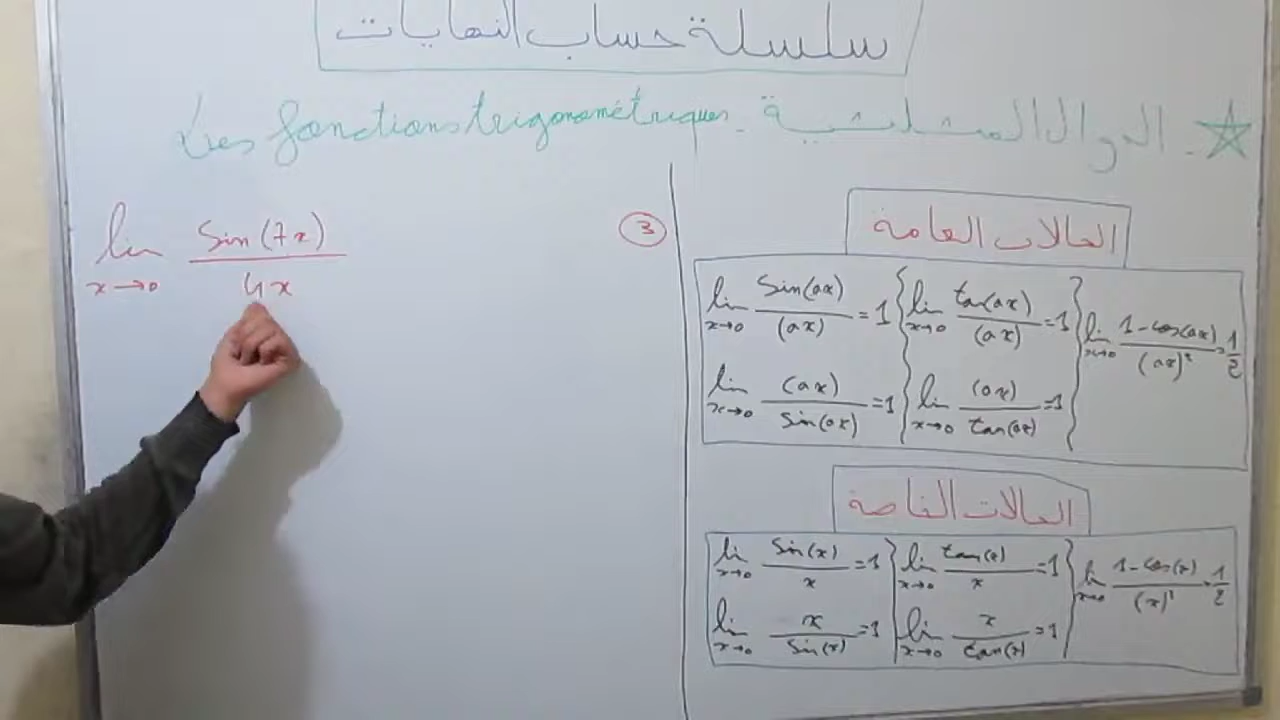 سلسلة حساب النهايات
☆. الدوال المثلثية. Les fonctions trigonométriques
lim x→0 sin(7x)/4x
3
الحالات العامة
lim x→0 sin(ax)/(ax) = 1 { lim x→0 tan(ax)/(ax) = 1 } lim x→0 1-cos(ax)/(ax)² = 1/2
lim x→0 (ax)/sin(ax) = 1 { lim x→0 (ax)/tan(ax) = 1
الحالات الخاصة
lim x→0 sin(x)/x = 1 } lim x→0 tan(x)/x = 1 } lim x→0 1-cos(x)/(x)² = 1/2
lim x→0 x/sin(x) = 1 } lim x→0 x/tan(x) = 1